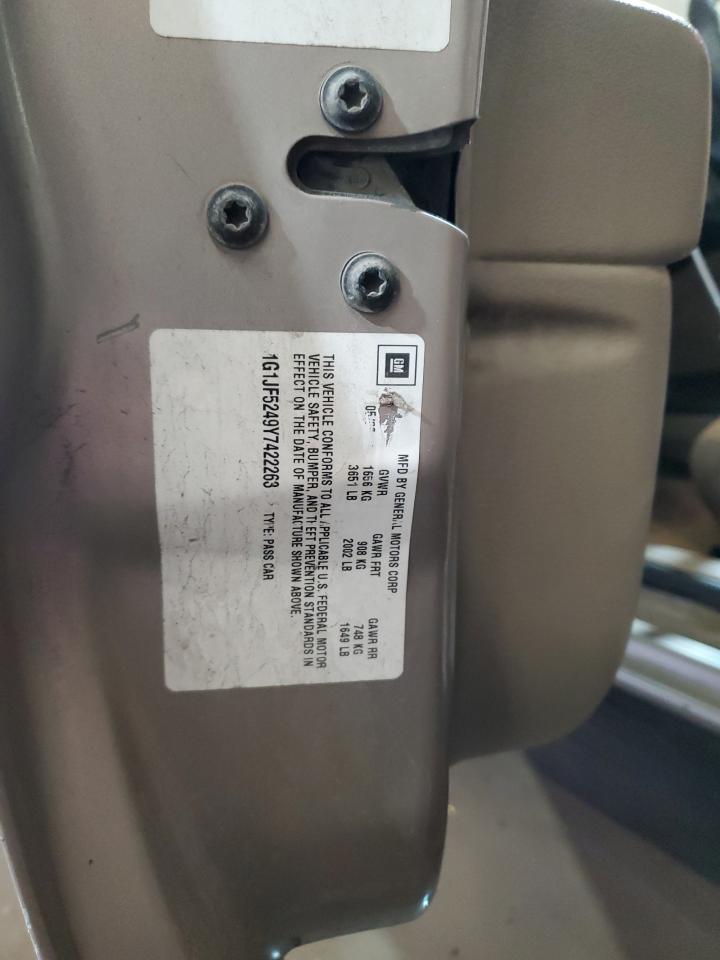 GM
MFD BY GENERAL MOTORS CORP
GVWR GAWR FRT GAWR RR
1656 KG 908 KG 748 KG
3651 LB 2002 LB 1649 LB
THIS VEHICLE CONFORMS TO ALL APPLICABLE U.S. FEDERAL MOTOR
VEHICLE SAFETY, BUMPER, AND THEFT PREVENTION STANDARDS IN
EFFECT ON THE DATE OF MANUFACTURE SHOWN ABOVE.
1G1JF5249Y7422263 TYPE: PASS CAR